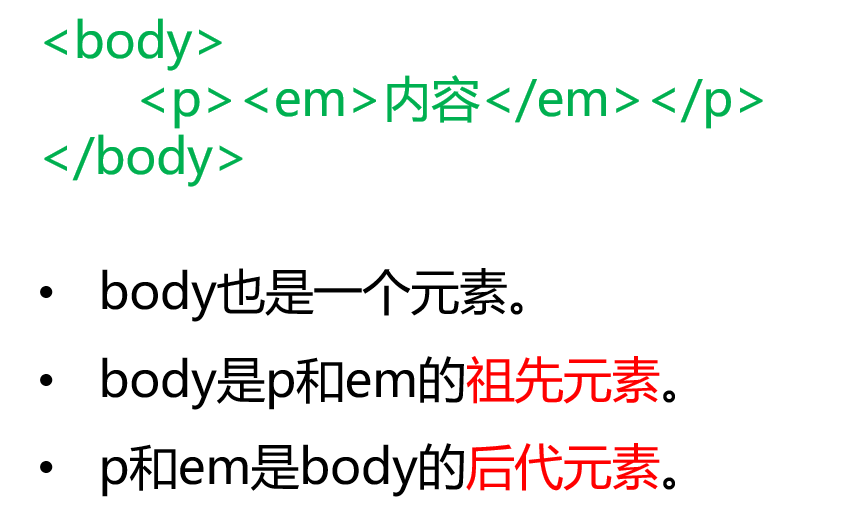 <body>
<p><em>内容</em></p>
</body>
• body也是一个元素。
• body是p和em的祖先元素。
• p和em是body的后代元素。